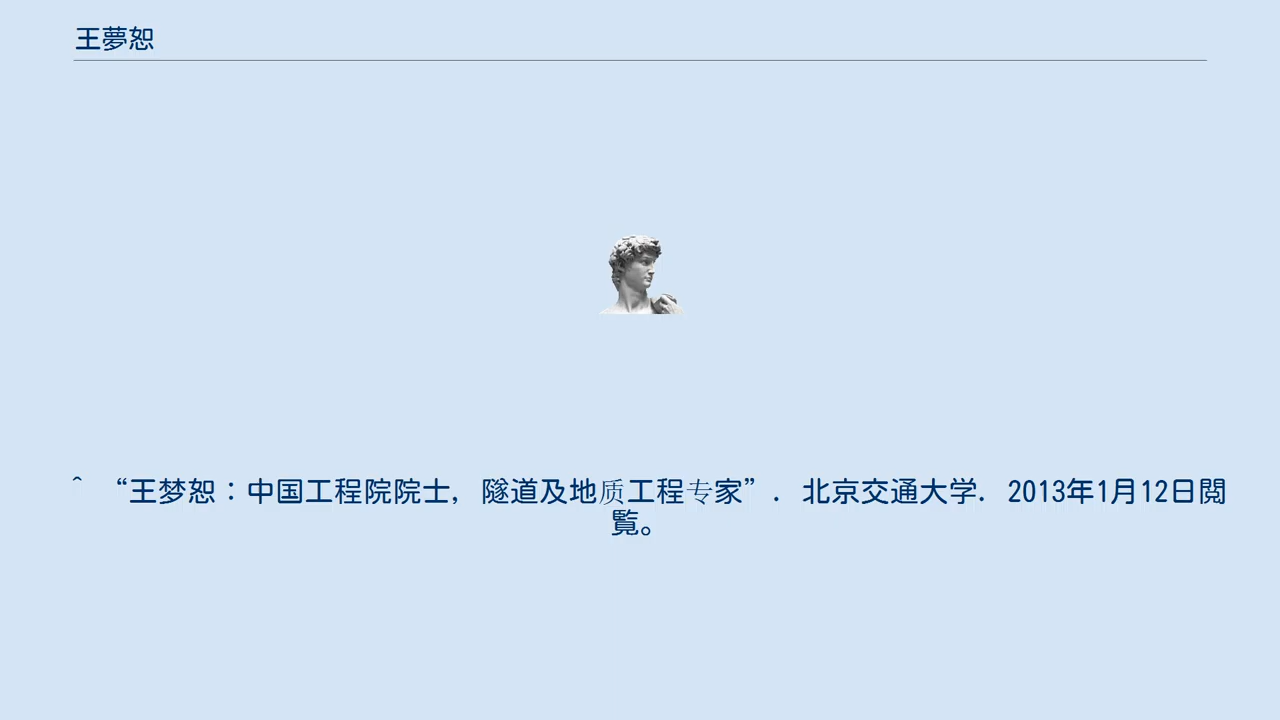 王夢恕
^ “王梦恕：中国工程院院士，隧道及地质工程专家”. 北京交通大学. 2013年1月12日閲
覧。